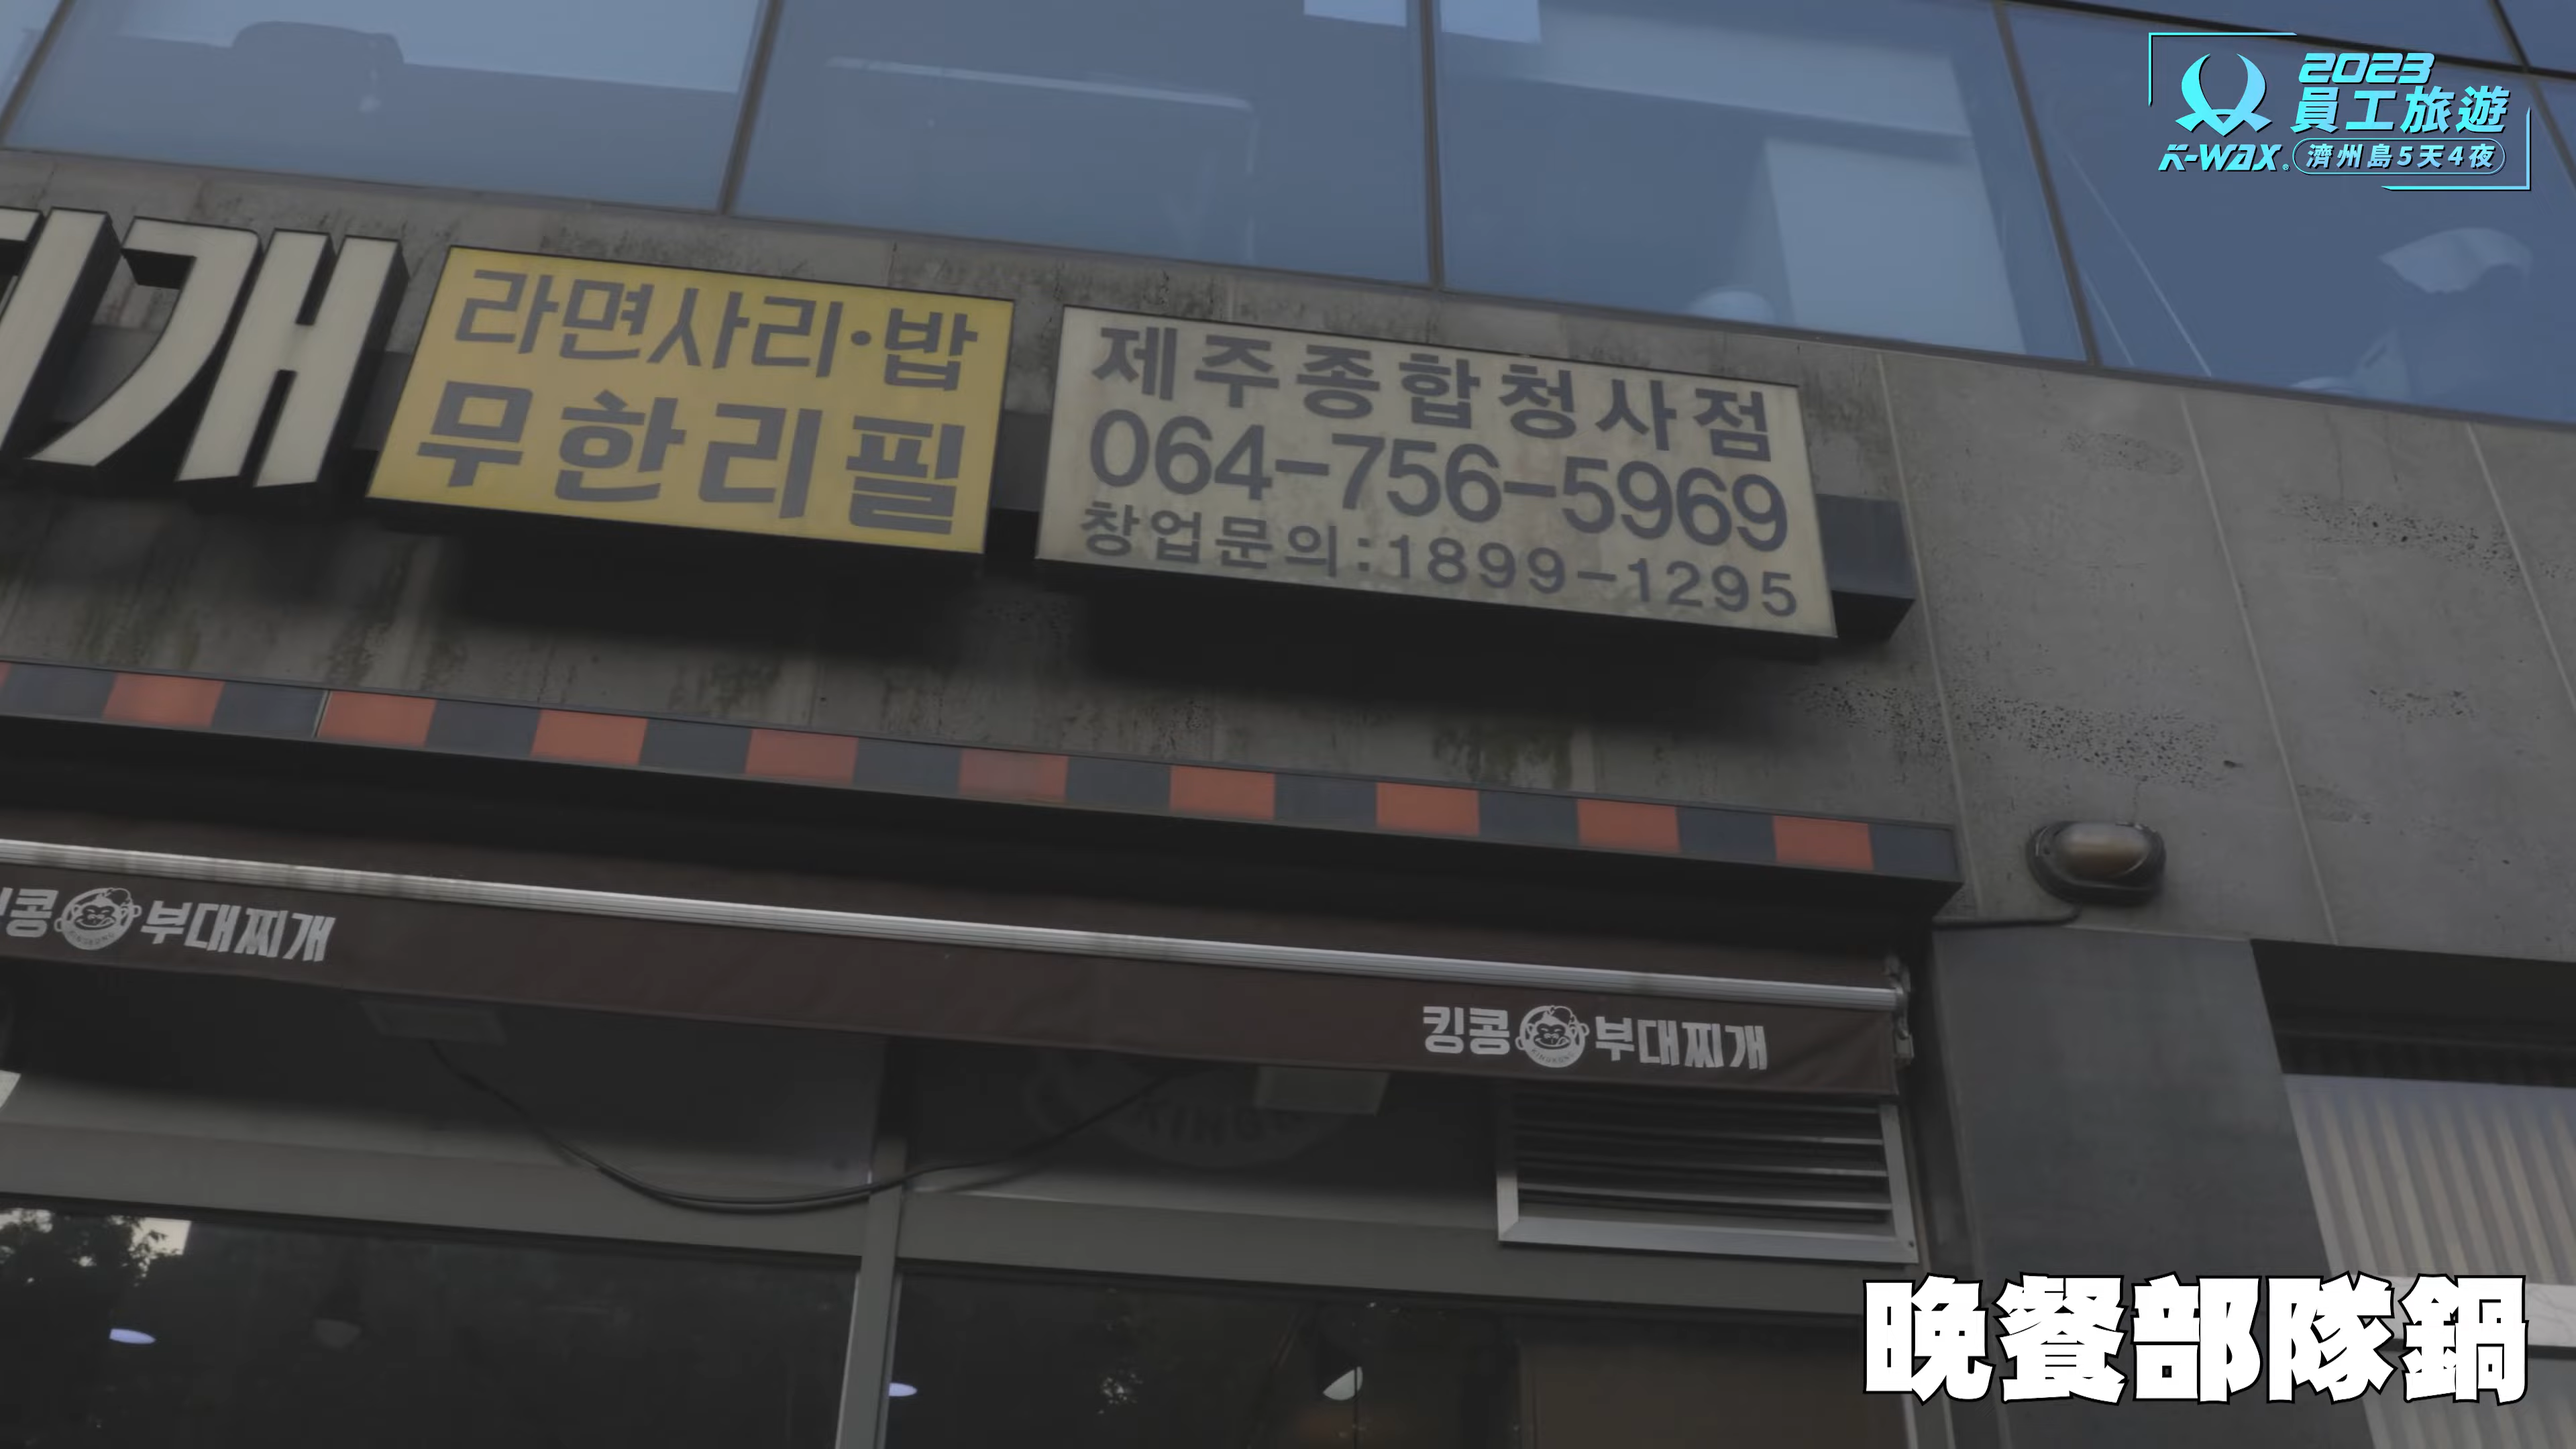 2023
員工旅遊
K-WAX® 濟州島5天4夜
찌개
라면사리·밥
무한리필
제주종합청사점
064-756-5969
창업문의:1899-1295
킹콩 부대찌개
킹콩 KINGKONG 부대찌개
KING
晚餐部隊鍋